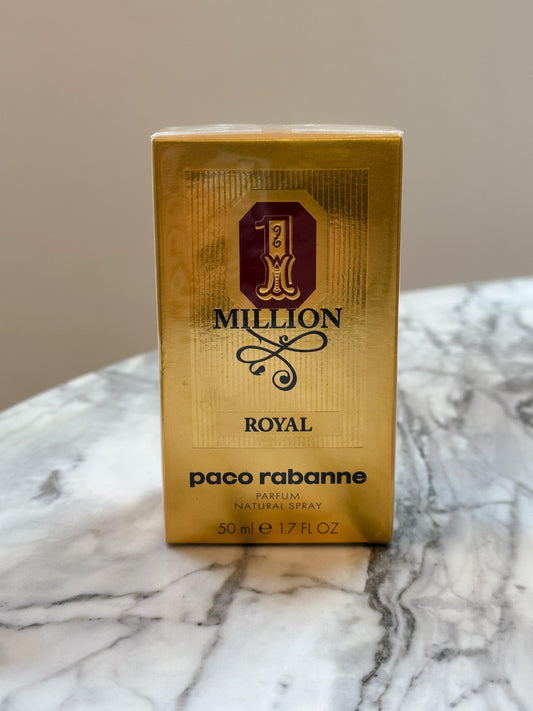 1
MILLION
ROYAL
paco rabanne
PARFUM
NATURAL SPRAY
50 ml ℮ 1.7 FL OZ